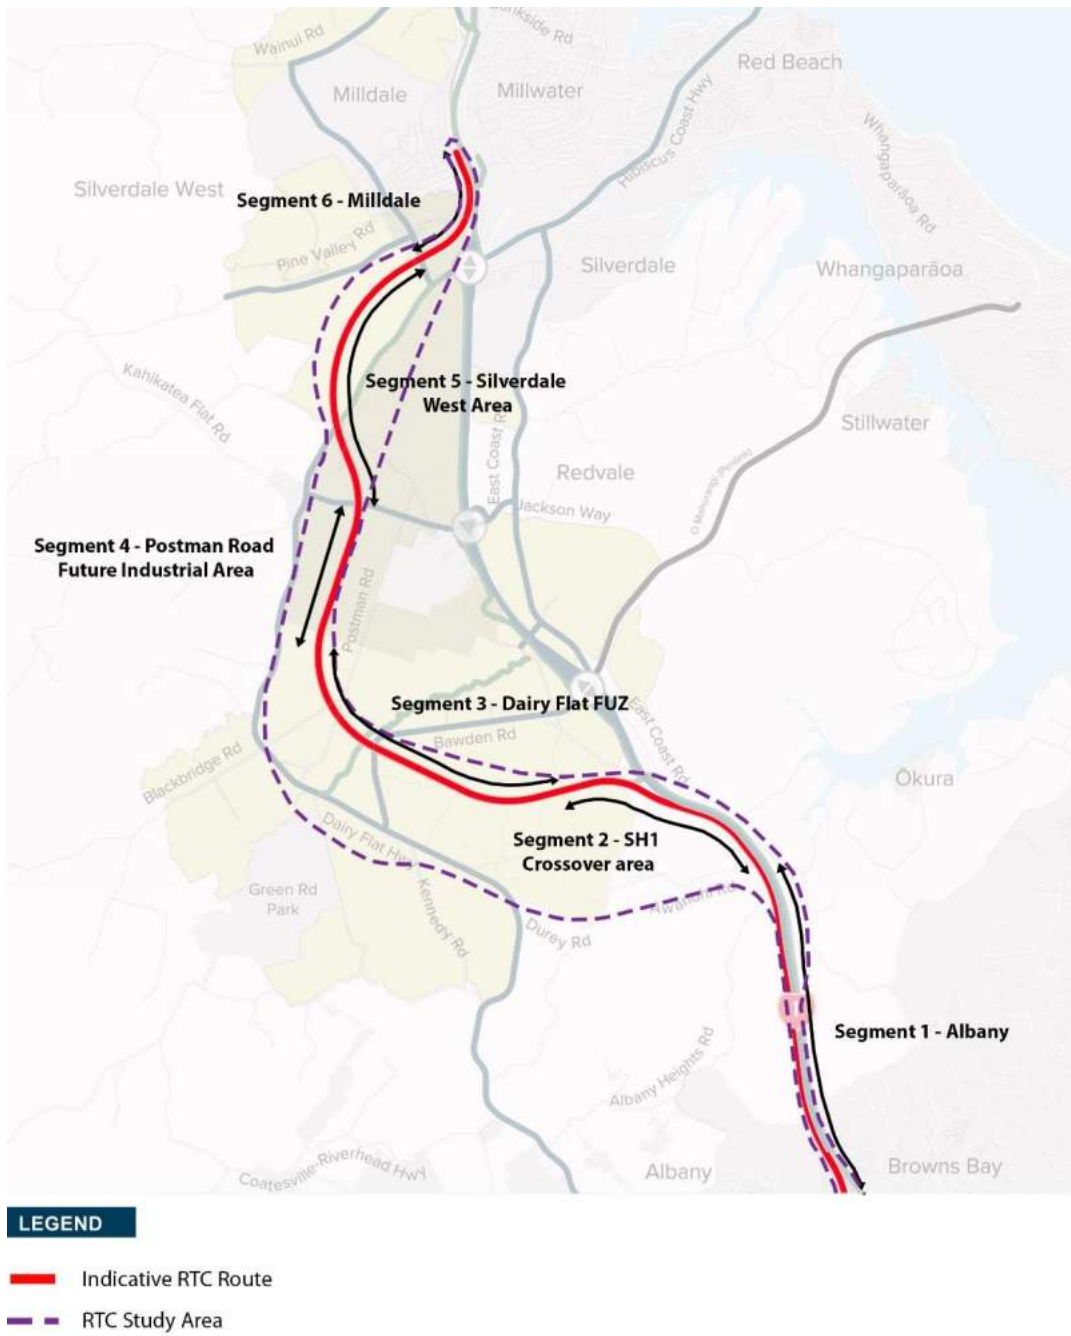 Wainui Rd
Red Beach
Milldale
Millwater
Hibiscus Coast Hwy
Whangaparāoa Rd
Silverdale West
Segment 6 - Milldale
Pine Valley Rd
Silverdale
Whangaparāoa
Kahikatea Flat Rd
Segment 5 - Silverdale
West Area
Stillwater
East Coast R
Redvale
O Mahurangi (Penlink)
Jackson Way
Segment 4 - Postman Road
Future Industrial Area
Postman Rd
Segment 3 - Dairy Flat FUZ
East Coast Rd
Bawden Rd
Blackbridge Rd
Ōkura
Dairy Flat Hwy
Segment 2 - SH1
Crossover area
Green Rd
Park
Kennedy Rd
Awanohi Rd
Durey Rd
Segment 1 - Albany
Albany Heights Rd
Coatesville-Riverhead Hwy
Albany
Browns Bay
LEGEND
Indicative RTC Route
RTC Study Area